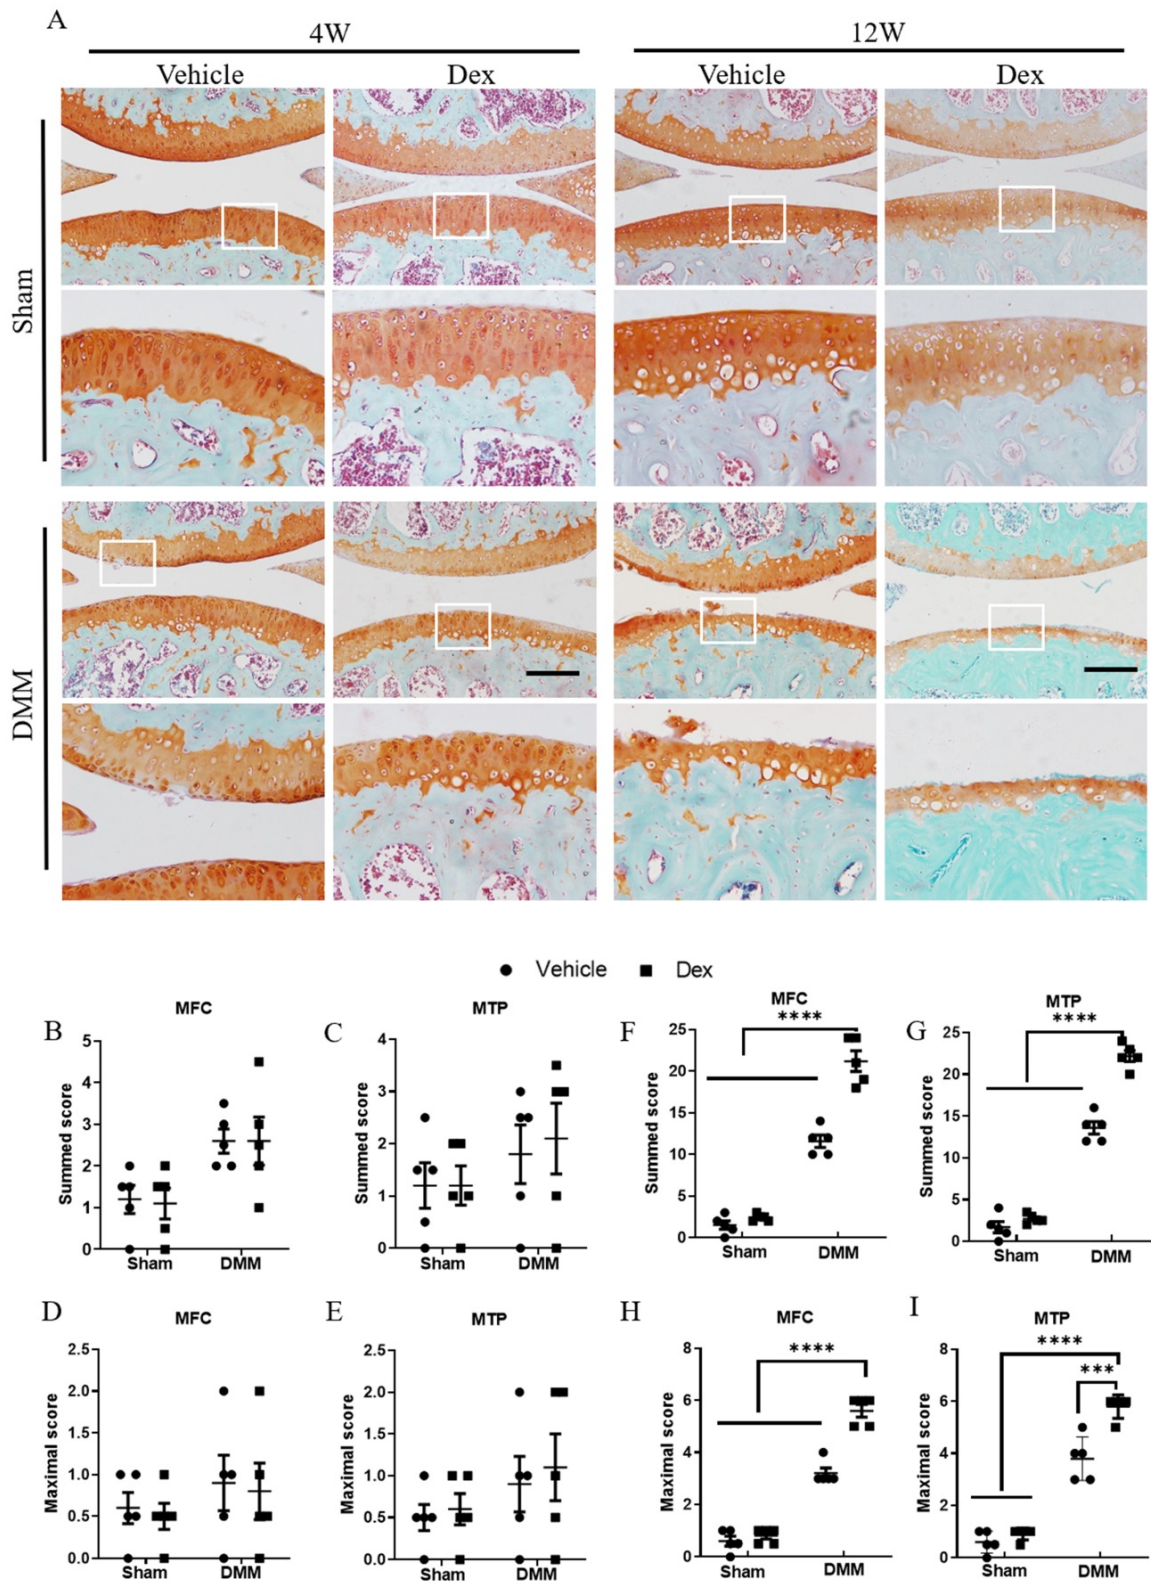 A
4W 12W
Vehicle Dex Vehicle Dex
Sham
DMM
Vehicle Dex
B MFC
Summed score
5
4
3
2
1
0
Sham DMM
C MTP
Summed score
4
3
2
1
0
Sham DMM
F MFC
****
Summed score
25
20
15
10
5
0
Sham DMM
G MTP
****
Summed score
25
20
15
10
5
0
Sham DMM
D MFC
Maximal score
2.5
2.0
1.5
1.0
0.5
0.0
Sham DMM
E MTP
Maximal score
2.5
2.0
1.5
1.0
0.5
0.0
Sham DMM
H MFC
****
Maximal score
8
6
4
2
0
Sham DMM
I MTP
****
***
Maximal score
8
6
4
2
0
Sham DMM